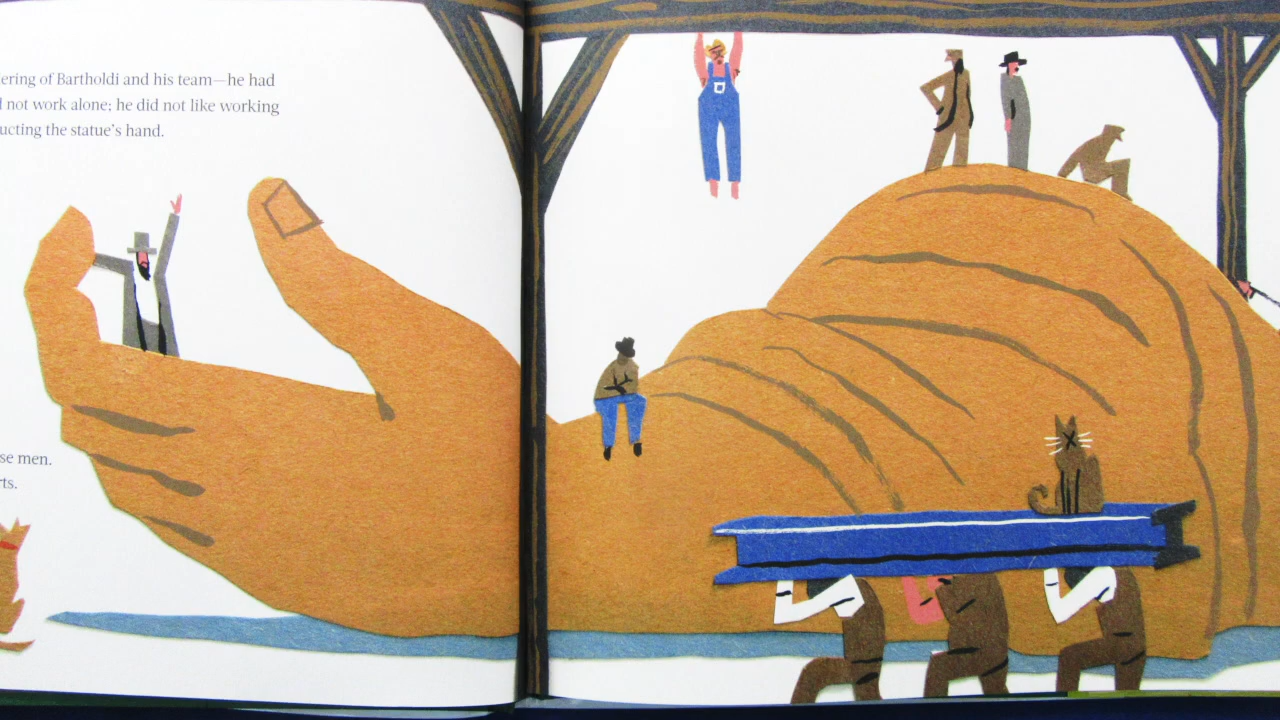 ering of Bartholdi and his team—he had
not work alone; he did not like working
ucting the statue's hand.
se men.
rts.